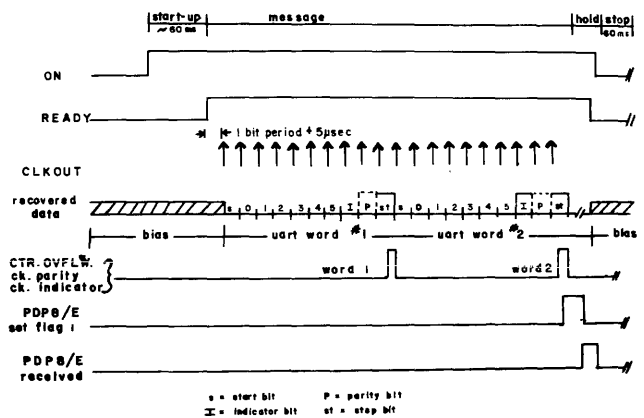 start-up message hold stop
~60ms 60ms
ON
READY
1 bit period + 5µsec
CLKOUT
recovered data
s 0 1 2 3 4 5 I P st s 0 1 2 3 4 5 I P st
bias uart word #1 uart word #2 bias
CTR.OVFLW.
ck. parity
ck. indicator
word 1 word 2
PDP8/E
set flag 1
PDP8/E
received
s = start bit P = parity bit
I = indicator bit st = stop bit